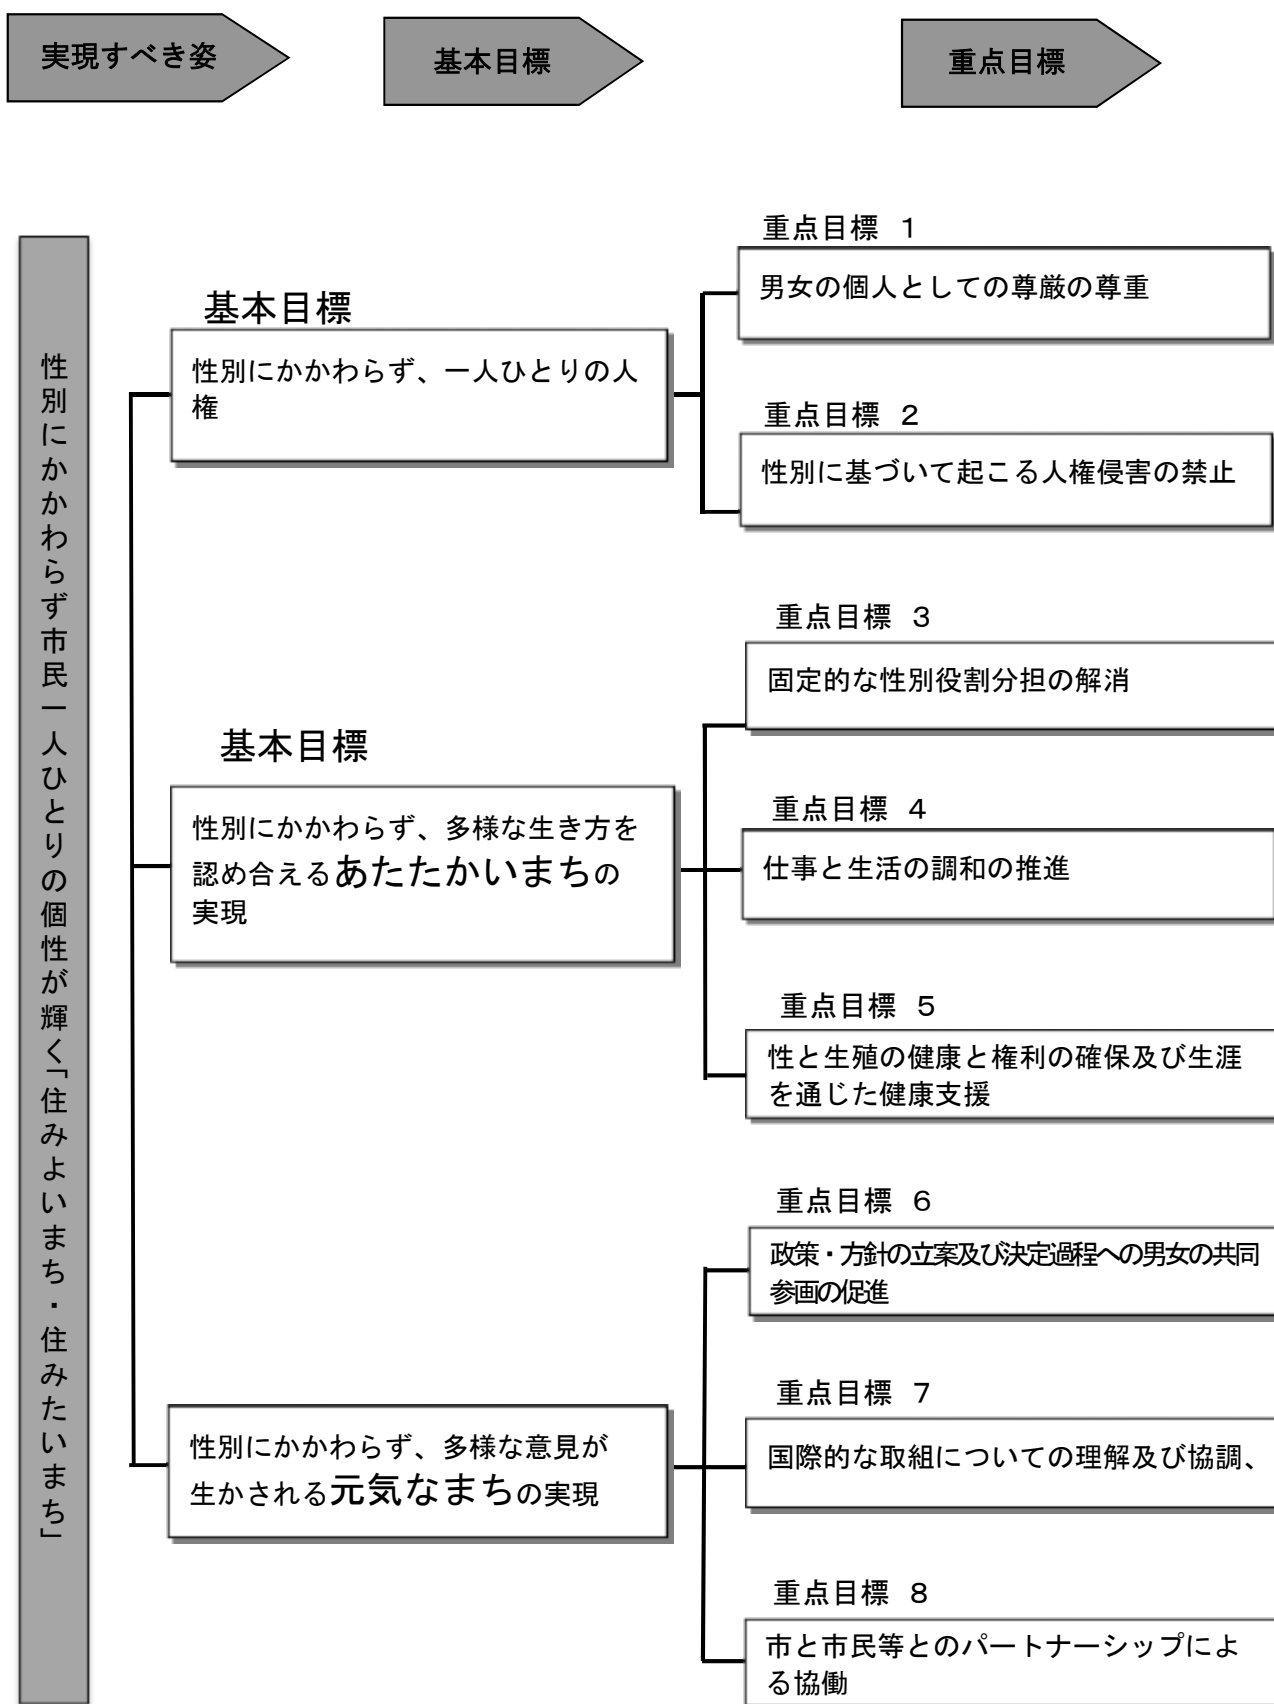 実現すべき姿
基本目標
重点目標
性別にかかわらず市民一人ひとりの個性が輝く「住みよいまち・住みたいまち」
基本目標
性別にかかわらず、一人ひとりの人
権
重点目標 1
男女の個人としての尊厳の尊重
重点目標 2
性別に基づいて起こる人権侵害の禁止
基本目標
性別にかかわらず、多様な生き方を
認め合えるあたたかいまちの
実現
重点目標 3
固定的な性別役割分担の解消
重点目標 4
仕事と生活の調和の推進
重点目標 5
性と生殖の健康と権利の確保及び生涯
を通じた健康支援
性別にかかわらず、多様な意見が
生かされる元気なまちの実現
重点目標 6
政策・方針の立案及び決定過程への男女の共同
参画の促進
重点目標 7
国際的な取組についての理解及び協調、
重点目標 8
市と市民等とのパートナーシップによ
る協働